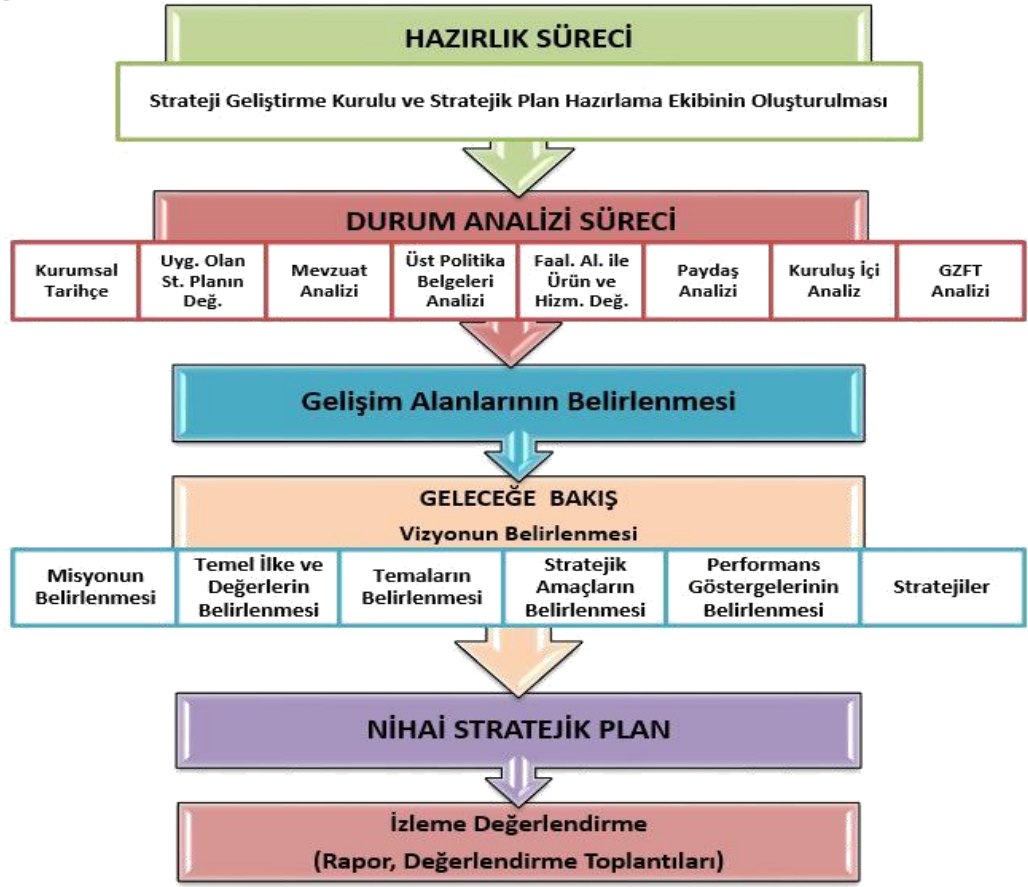 HAZIRLIK SÜRECİ
Strateji Geliştirme Kurulu ve Stratejik Plan Hazırlama Ekibinin Oluşturulması
DURUM ANALİZİ SÜRECİ
Kurumsal
Tarihçe
Uyg. Olan
St. Planın
Değ.
Mevzuat
Analizi
Üst Politika
Belgeleri
Analizi
Faal. Al. ile
Ürün ve
Hizm. Değ.
Paydaş
Analizi
Kuruluş İçi
Analiz
GZFT
Analizi
Gelişim Alanlarının Belirlenmesi
GELECEĞE BAKIŞ
Vizyonun Belirlenmesi
Misyonun
Belirlenmesi
Temel İlke ve
Değerlerin
Belirlenmesi
Temaların
Belirlenmesi
Stratejik
Amaçların
Belirlenmesi
Performans
Göstergelerinin
Belirlenmesi
Stratejiler
NİHAİ STRATEJİK PLAN
İzleme Değerlendirme
(Rapor, Değerlendirme Toplantıları)